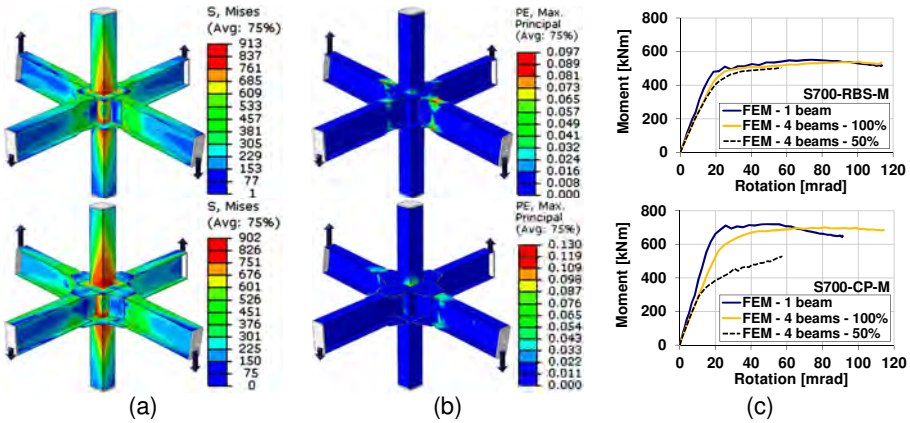 S, Mises
(Avg: 75%)
913
837
761
685
609
533
457
381
305
229
153
77
1
PE, Max.
Principal
(Avg: 75%)
0.097
0.089
0.081
0.073
0.065
0.057
0.049
0.041
0.032
0.024
0.016
0.008
0.000
Moment [kNm]
800
600
400
200
0
S700-RBS-M
FEM - 1 beam
FEM - 4 beams - 100%
FEM - 4 beams - 50%
0 20 40 60 80 100 120
Rotation [mrad]
S, Mises
(Avg: 75%)
902
826
751
676
601
526
451
376
301
225
150
75
0
PE, Max.
Principal
(Avg: 75%)
0.130
0.119
0.109
0.098
0.087
0.076
0.065
0.054
0.043
0.033
0.022
0.011
0.000
Moment [kNm]
800
600
400
200
0
S700-CP-M
FEM - 1 beam
FEM - 4 beams - 100%
FEM - 4 beams - 50%
0 20 40 60 80 100 120
Rotation [mrad]
(a) (b) (c)